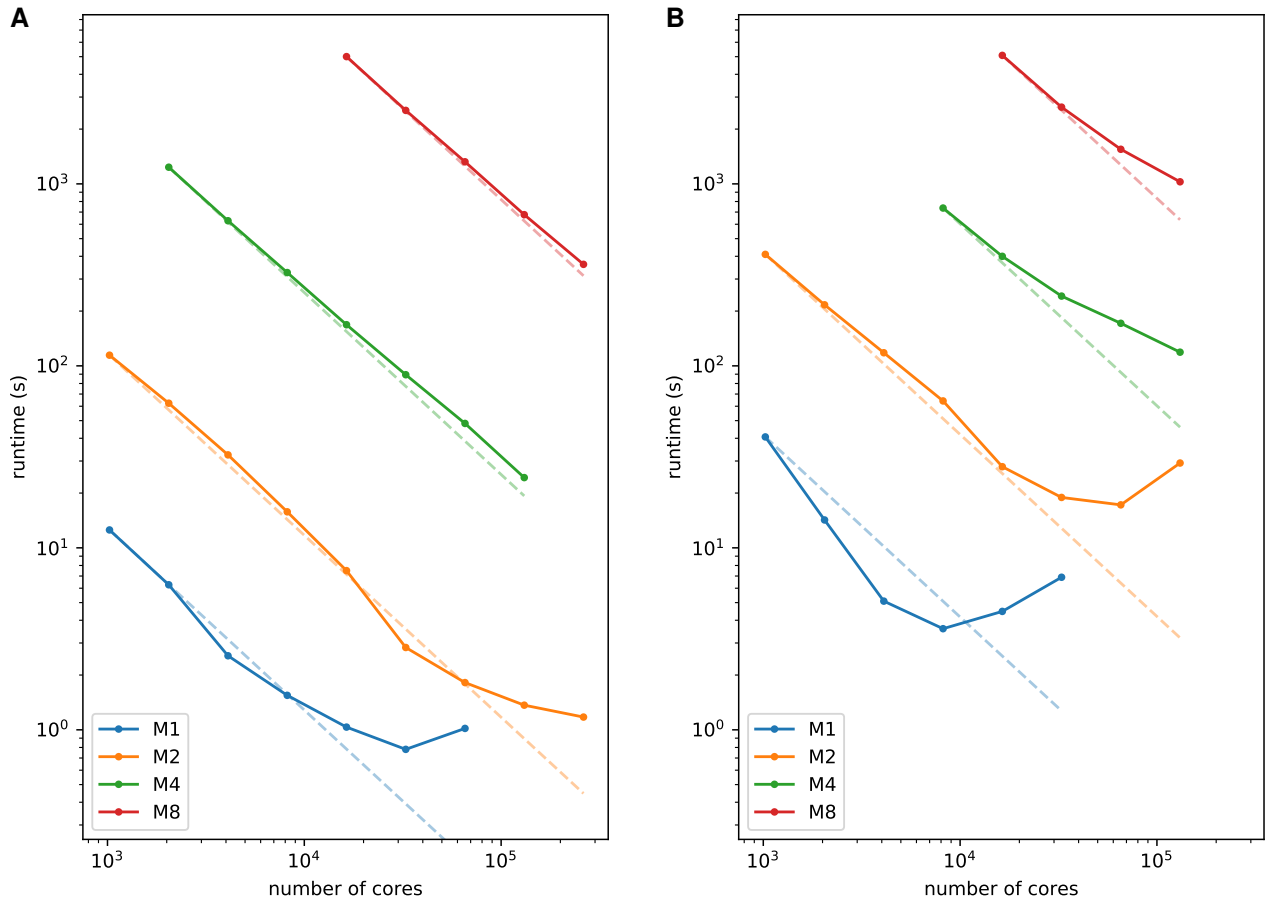 A
runtime (s)
10³
10²
10¹
10⁰
M1
M2
M4
M8
10³
10⁴
10⁵
number of cores
B
runtime (s)
10³
10²
10¹
10⁰
M1
M2
M4
M8
10³
10⁴
10⁵
number of cores